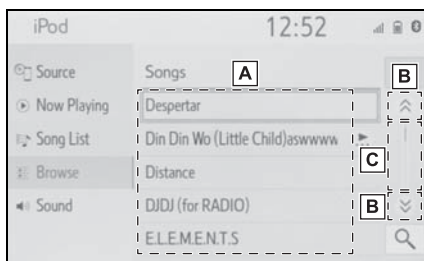 iPod 12:52
Source
Songs
A
B
Now Playing
Despertar
Song List
Din Din Wo (Little Child)aswwww
C
Browse
Distance
Sound
DJDJ (for RADIO)
B
E.L.E.M.E.N.T.S